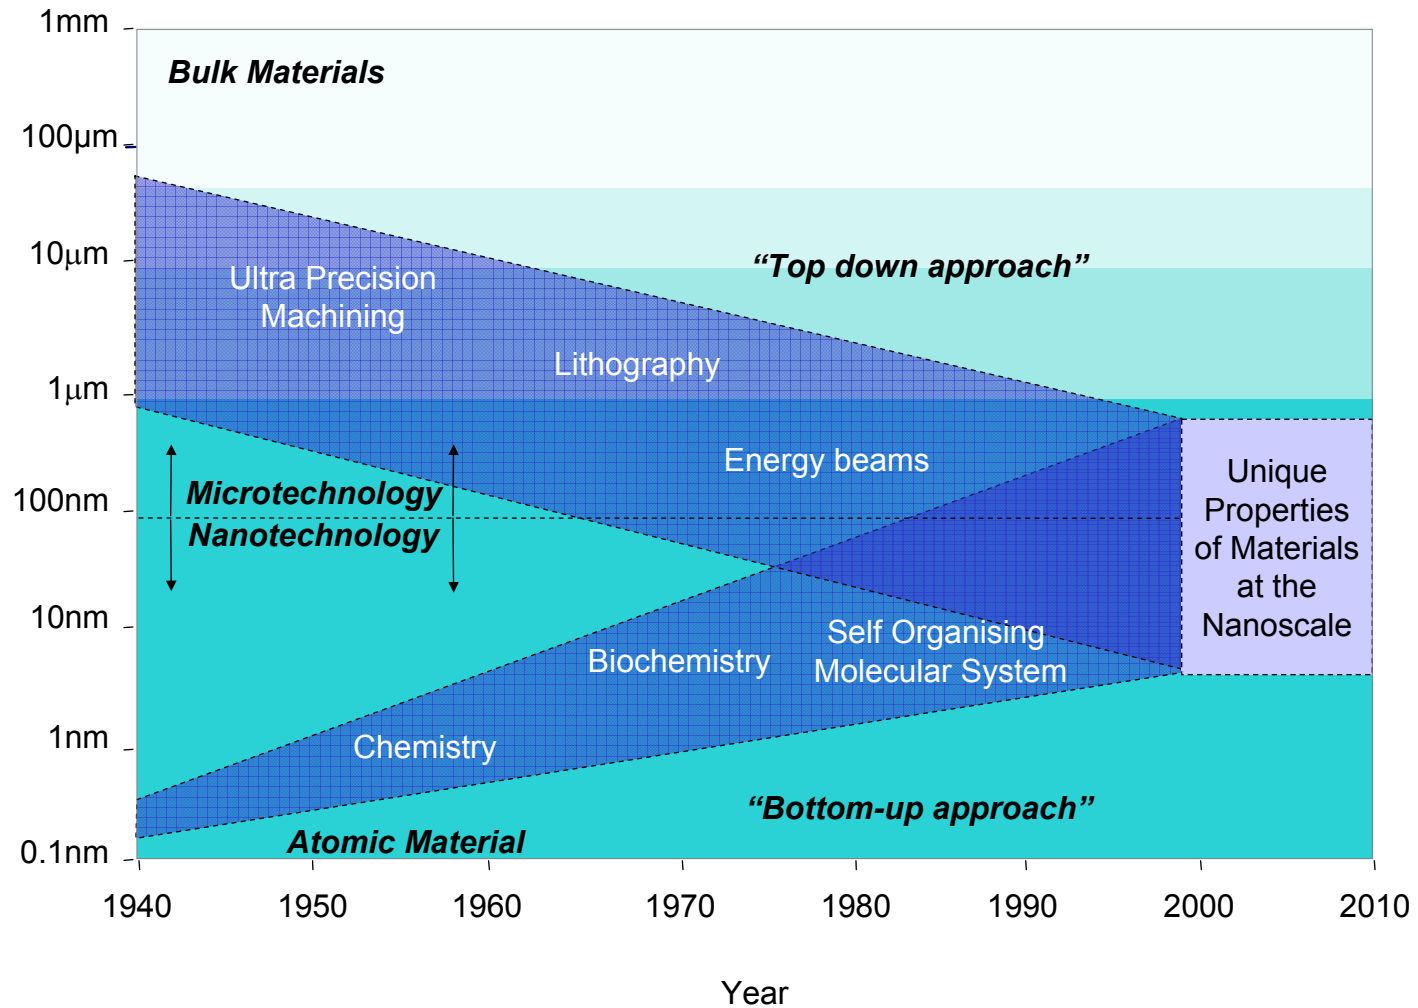 1mm
Bulk Materials
100µm
10µm
“Top down approach”
Ultra Precision
Machining
Lithography
1µm
Energy beams
Unique
Properties
of Materials
at the
Nanoscale
100nm
Microtechnology
Nanotechnology
10nm
Self Organising
Molecular System
Biochemistry
1nm
Chemistry
“Bottom-up approach”
Atomic Material
0.1nm
1940 1950 1960 1970 1980 1990 2000 2010
Year